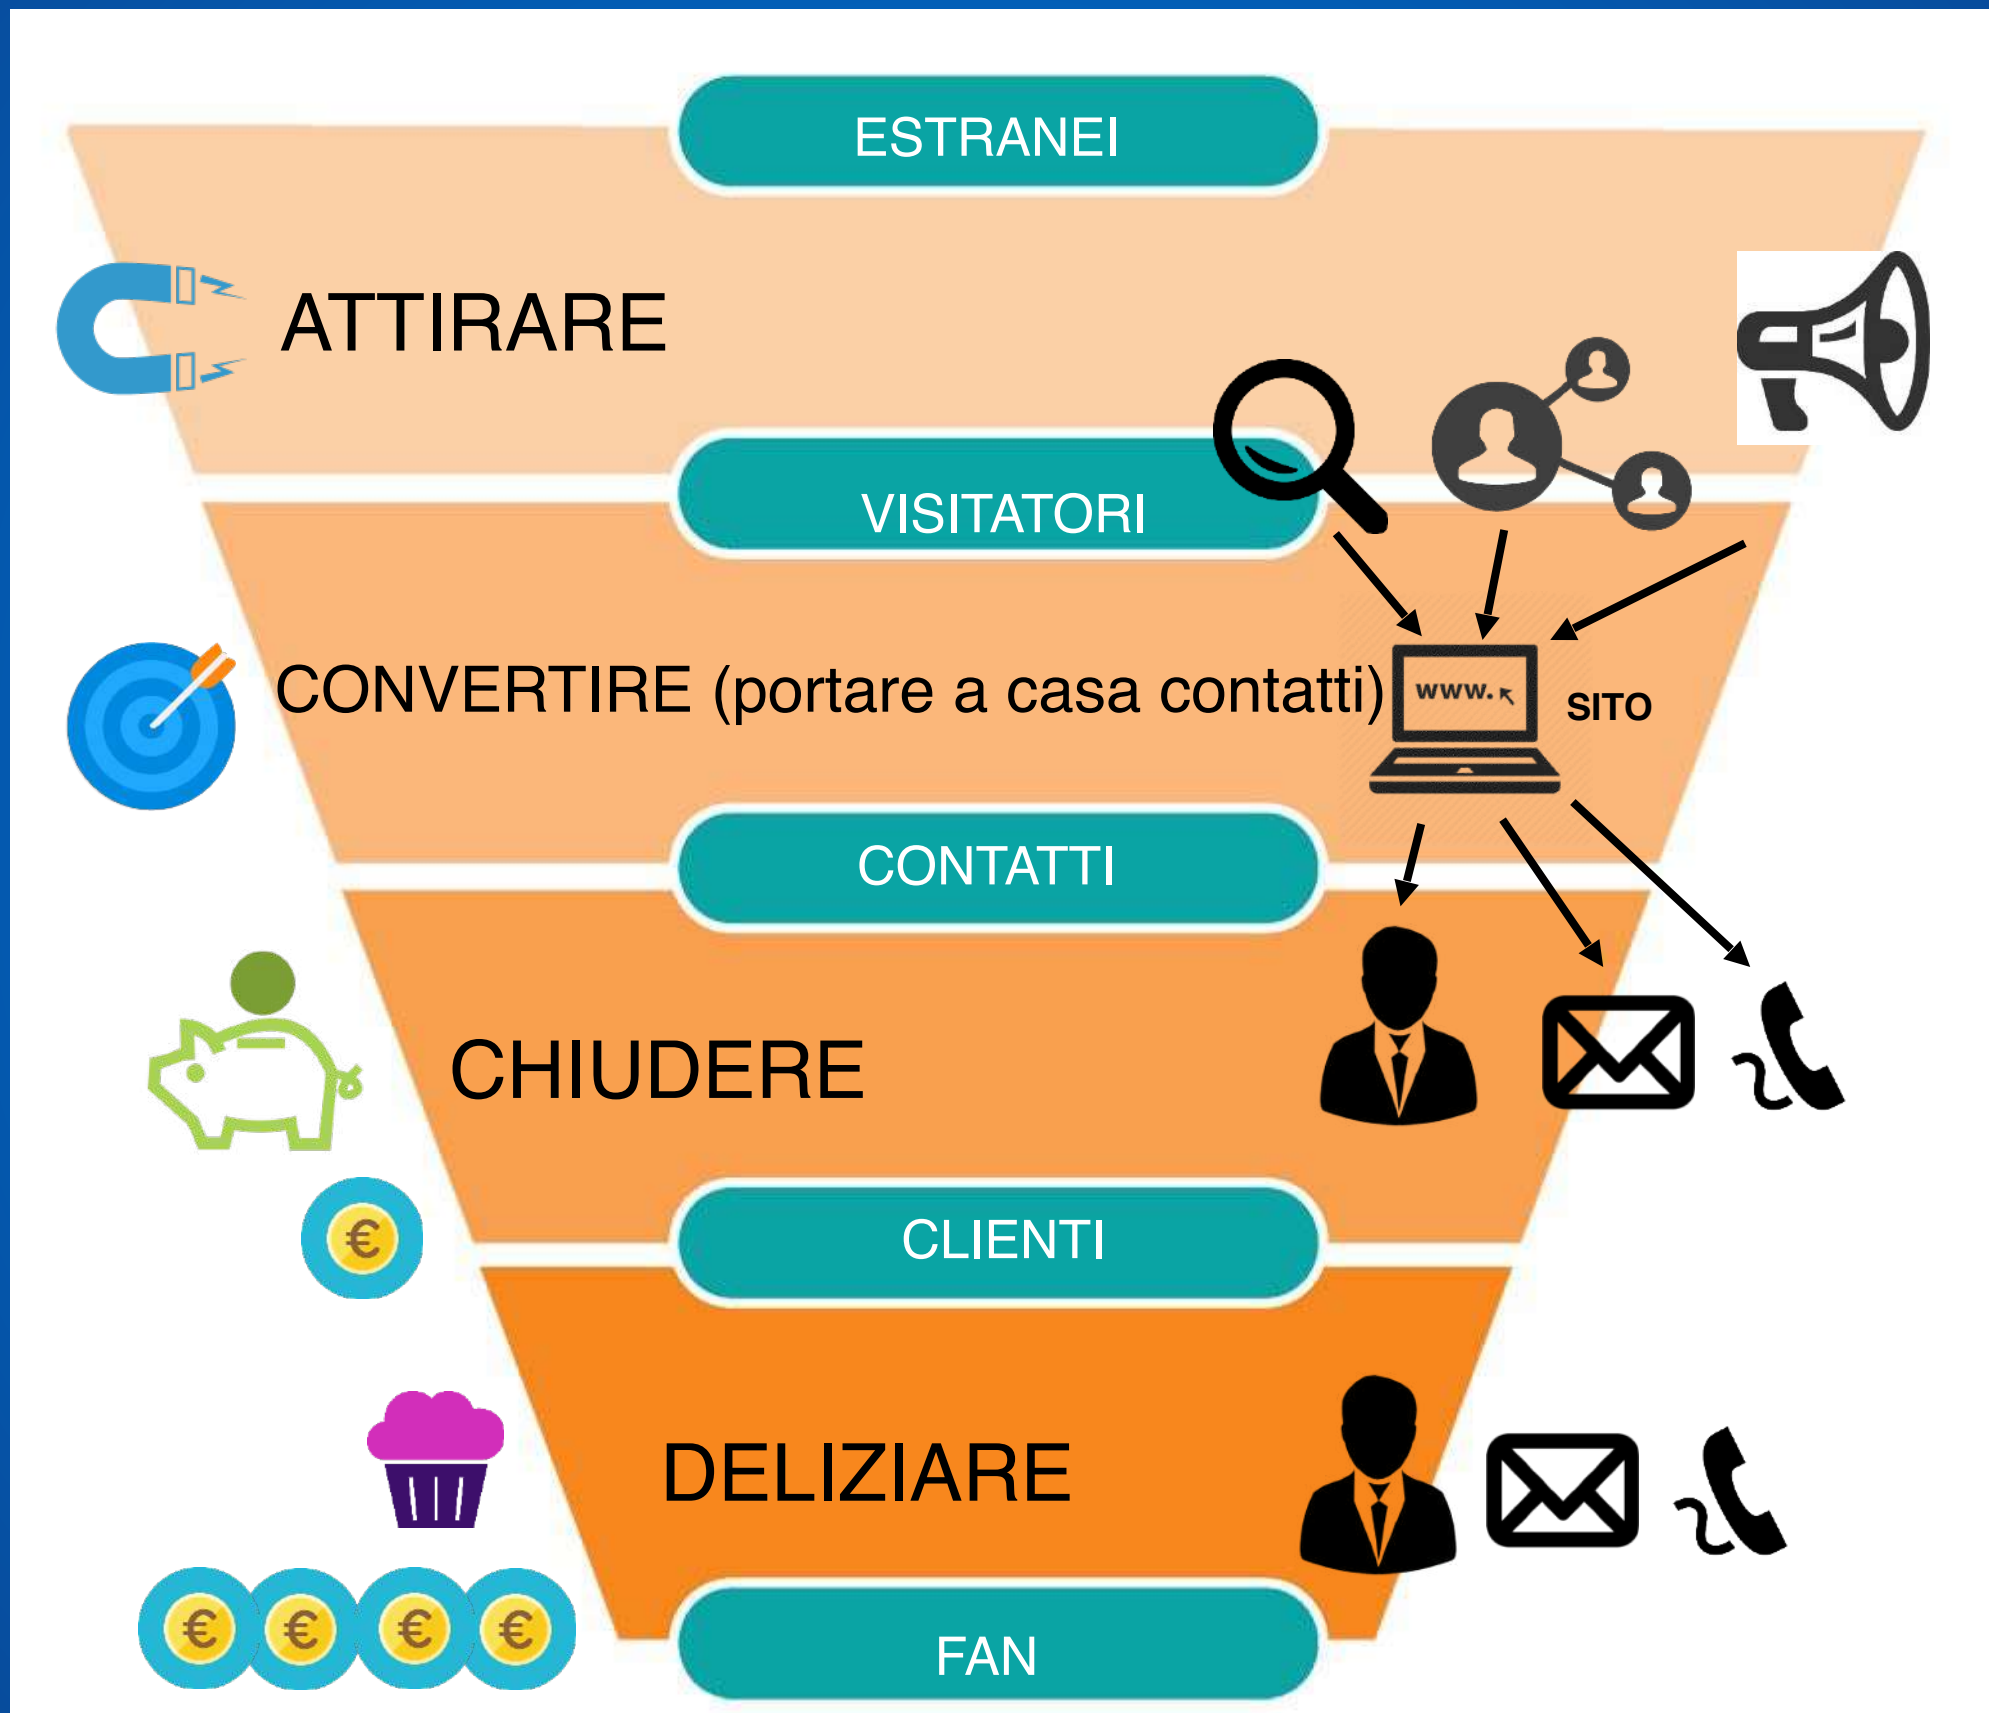 ESTRANEI
ATTIRARE
VISITATORI
CONVERTIRE (portare a casa contatti)
www.
SITO
CONTATTI
CHIUDERE
CLIENTI
€
DELIZIARE
€ € € €
FAN